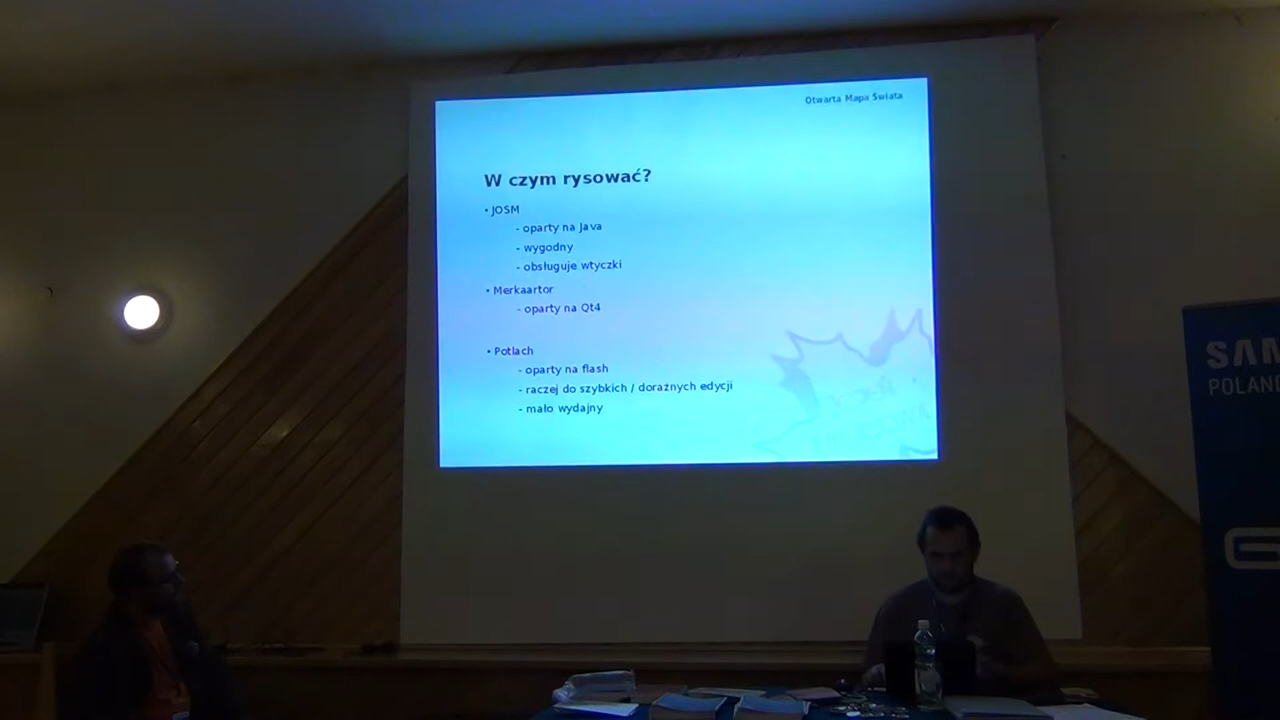 Otwarta Mapa Świata
W czym rysować?
• JOSM
- oparty na Java
- wygodny
- obsługuje wtyczki
• Merkaartor
- oparty na Qt4
• Potlach
- oparty na flash
- raczej do szybkich / doraźnych edycji
- mało wydajny